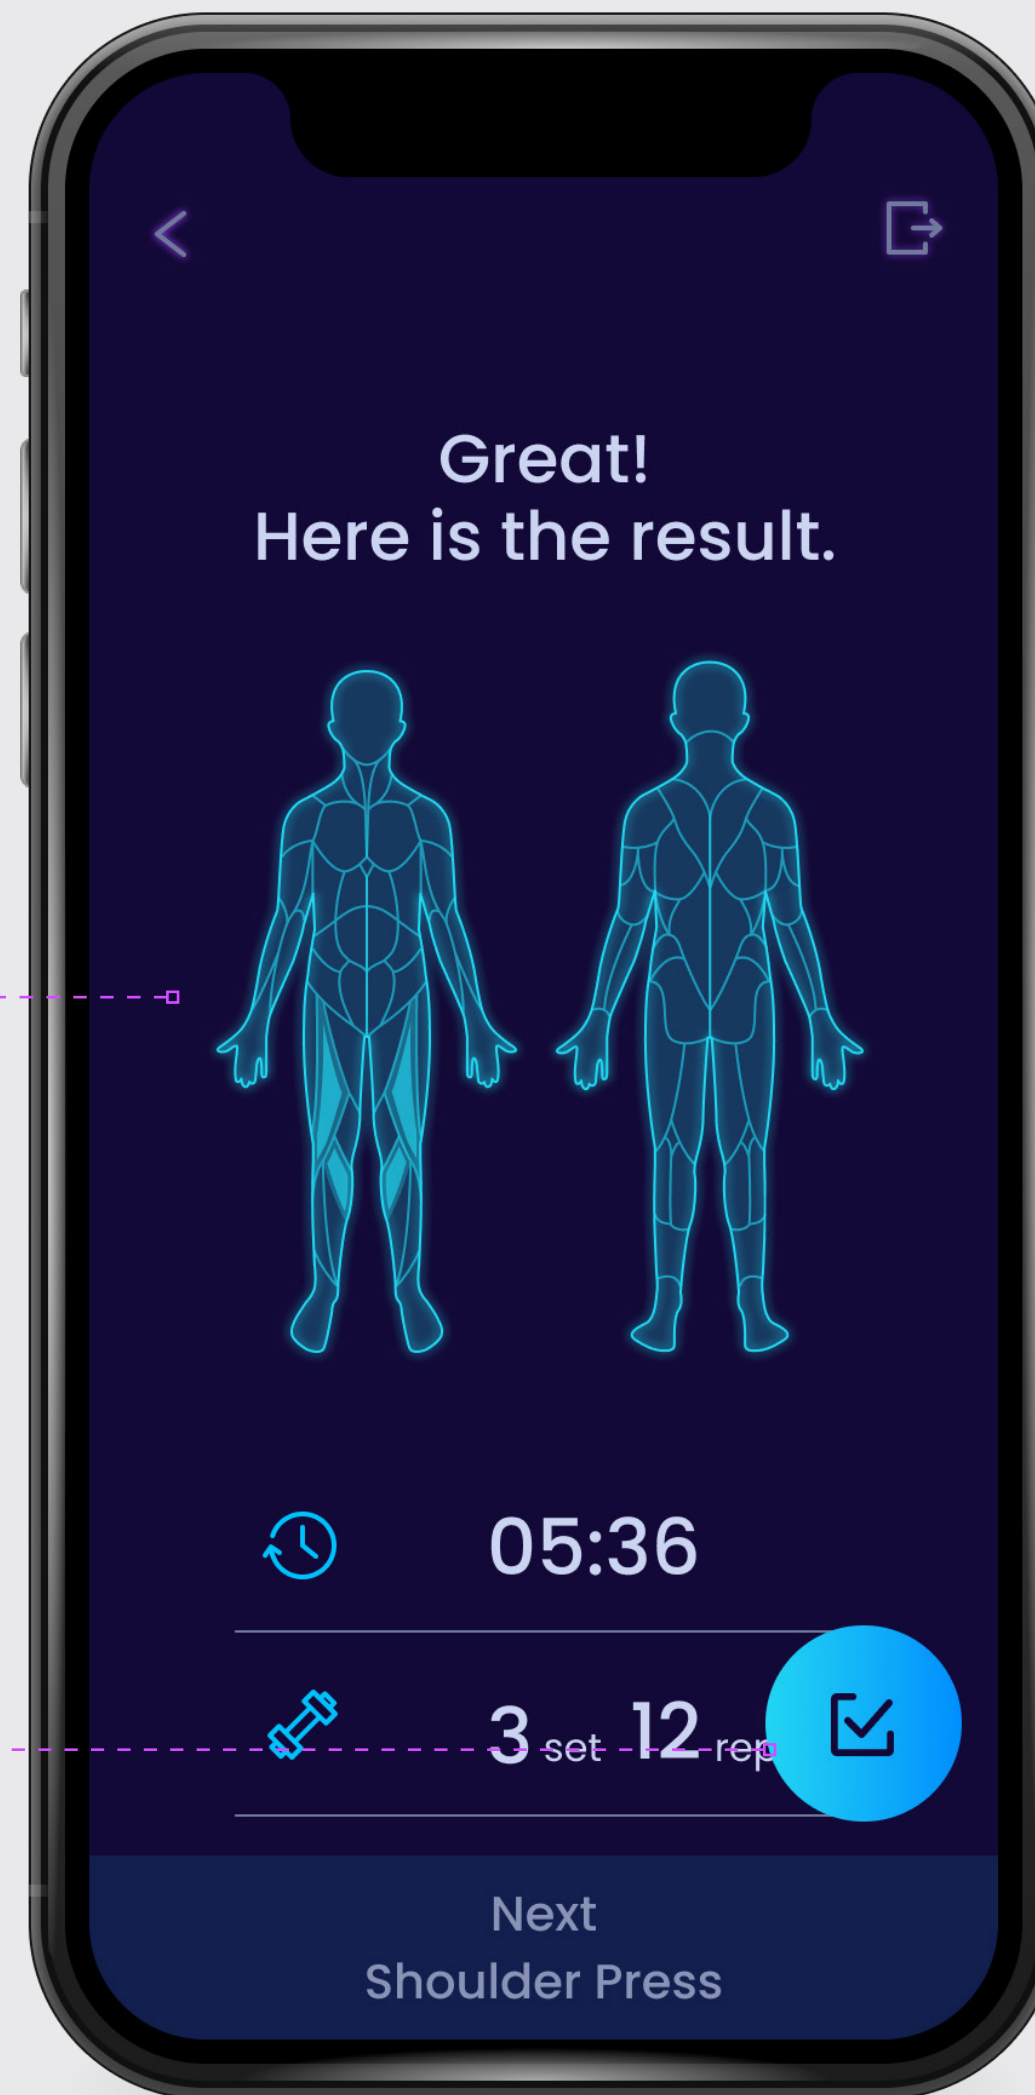 Great!
Here is the result.
05:36
3 set 12 rep
Next
Shoulder Press